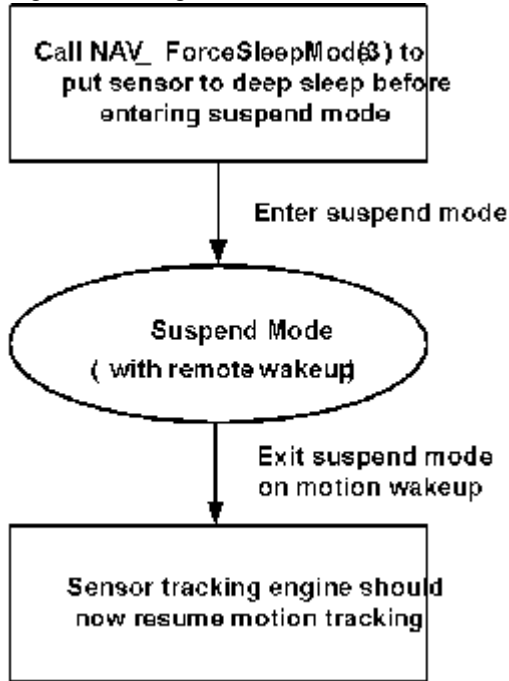 Call NAV_ ForceSleepMod(3) to
put sensor to deep sleep before
entering suspend mode
Enter suspend mode
Suspend Mode
( with remote wakeup)
Exit suspend mode
on motion wakeup
Sensor tracking engine should
now resume motion tracking